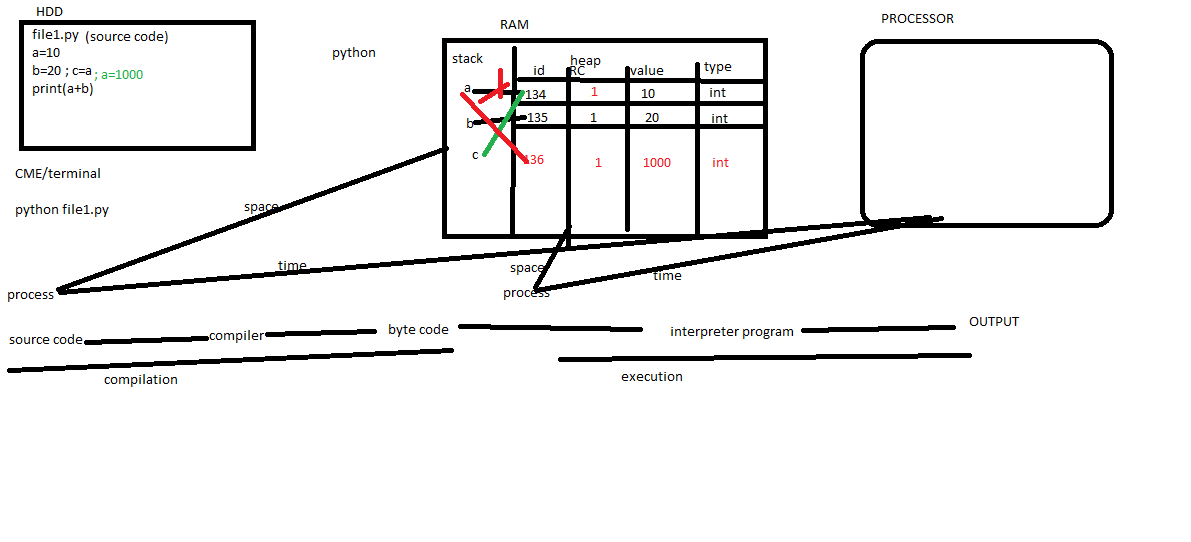 HDD
RAM
PROCESSOR
file1.py (source code)
a=10
b=20 ; c=a ; a=1000
print(a+b)
python
stack
heap
id RC value type
a 134 1 10 int
b 135 1 20 int
c 136 1 1000 int
CME/terminal
python file1.py
space
time
process
space
time
process
source code compiler byte code interpreter program OUTPUT
compilation execution